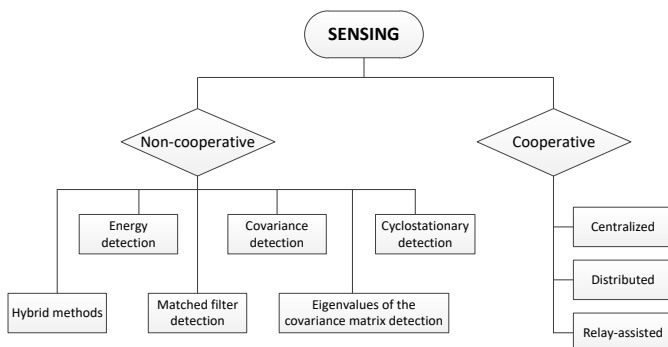 SENSING
Non-cooperative
Cooperative
Energy
detection
Covariance
detection
Cyclostationary
detection
Hybrid methods
Matched filter
detection
Eigenvalues of the
covariance matrix detection
Centralized
Distributed
Relay-assisted